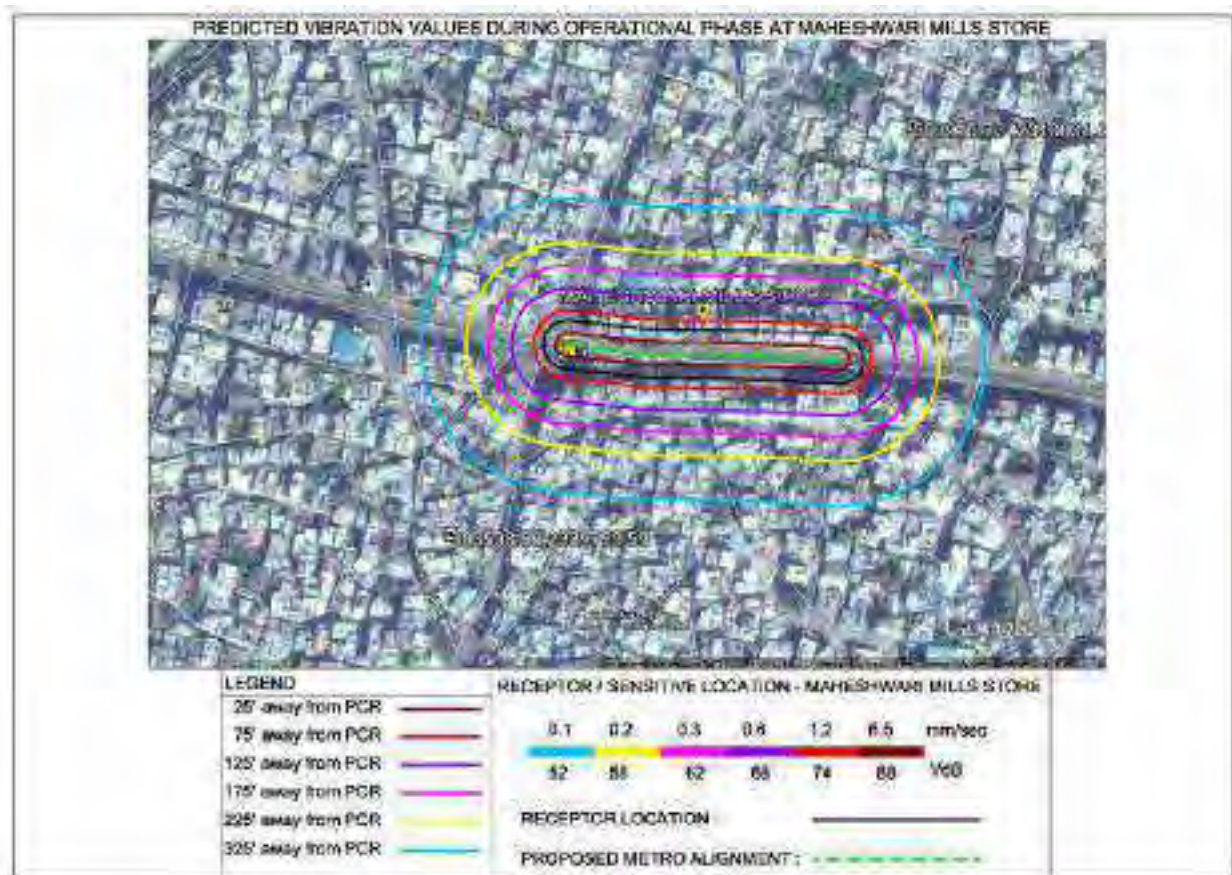 PREDICTED VIBRATION VALUES DURING OPERATIONAL PHASE AT MAHESHWARI MILLS STORE
LEGEND
25' away from PCR
75' away from PCR
125' away from PCR
175' away from PCR
225' away from PCR
325' away from PCR
RECEPTOR / SENSITIVE LOCATION - MAHESHWARI MILLS STORE
0.1 0.2 0.3 0.6 1.2 6.5 mm/sec
52 58 62 68 74 88 VdB
RECEPTOR LOCATION
PROPOSED METRO ALIGNMENT :